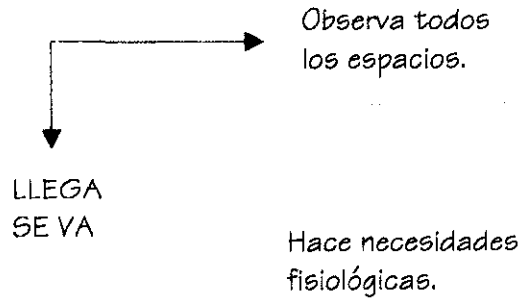 Observa todos
los espacios.
LLEGA
SE VA
Hace necesidades
fisiológicas.